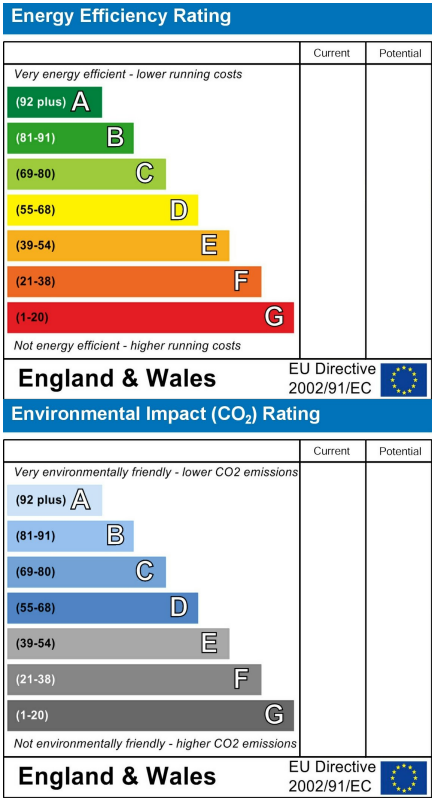 Energy Efficiency Rating
Current Potential
Very energy efficient - lower running costs
(92 plus) A
(81-91) B
(69-80) C
(55-68) D
(39-54) E
(21-38) F
(1-20) G
Not energy efficient - higher running costs
England & Wales
EU Directive
2002/91/EC
Environmental Impact (CO₂) Rating
Current Potential
Very environmentally friendly - lower CO2 emissions
(92 plus) A
(81-91) B
(69-80) C
(55-68) D
(39-54) E
(21-38) F
(1-20) G
Not environmentally friendly - higher CO2 emissions
England & Wales
EU Directive
2002/91/EC